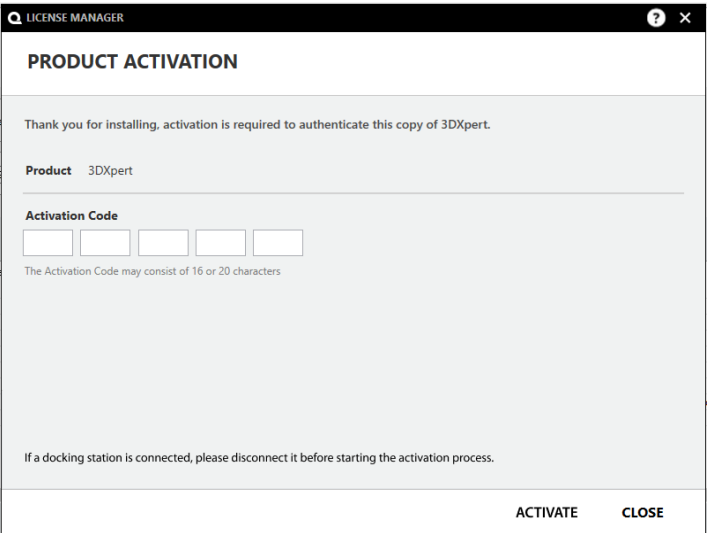 LICENSE MANAGER
?
PRODUCT ACTIVATION
Thank you for installing, activation is required to authenticate this copy of 3DXpert.
Product 3DXpert
Activation Code
The Activation Code may consist of 16 or 20 characters
If a docking station is connected, please disconnect it before starting the activation process.
ACTIVATE CLOSE